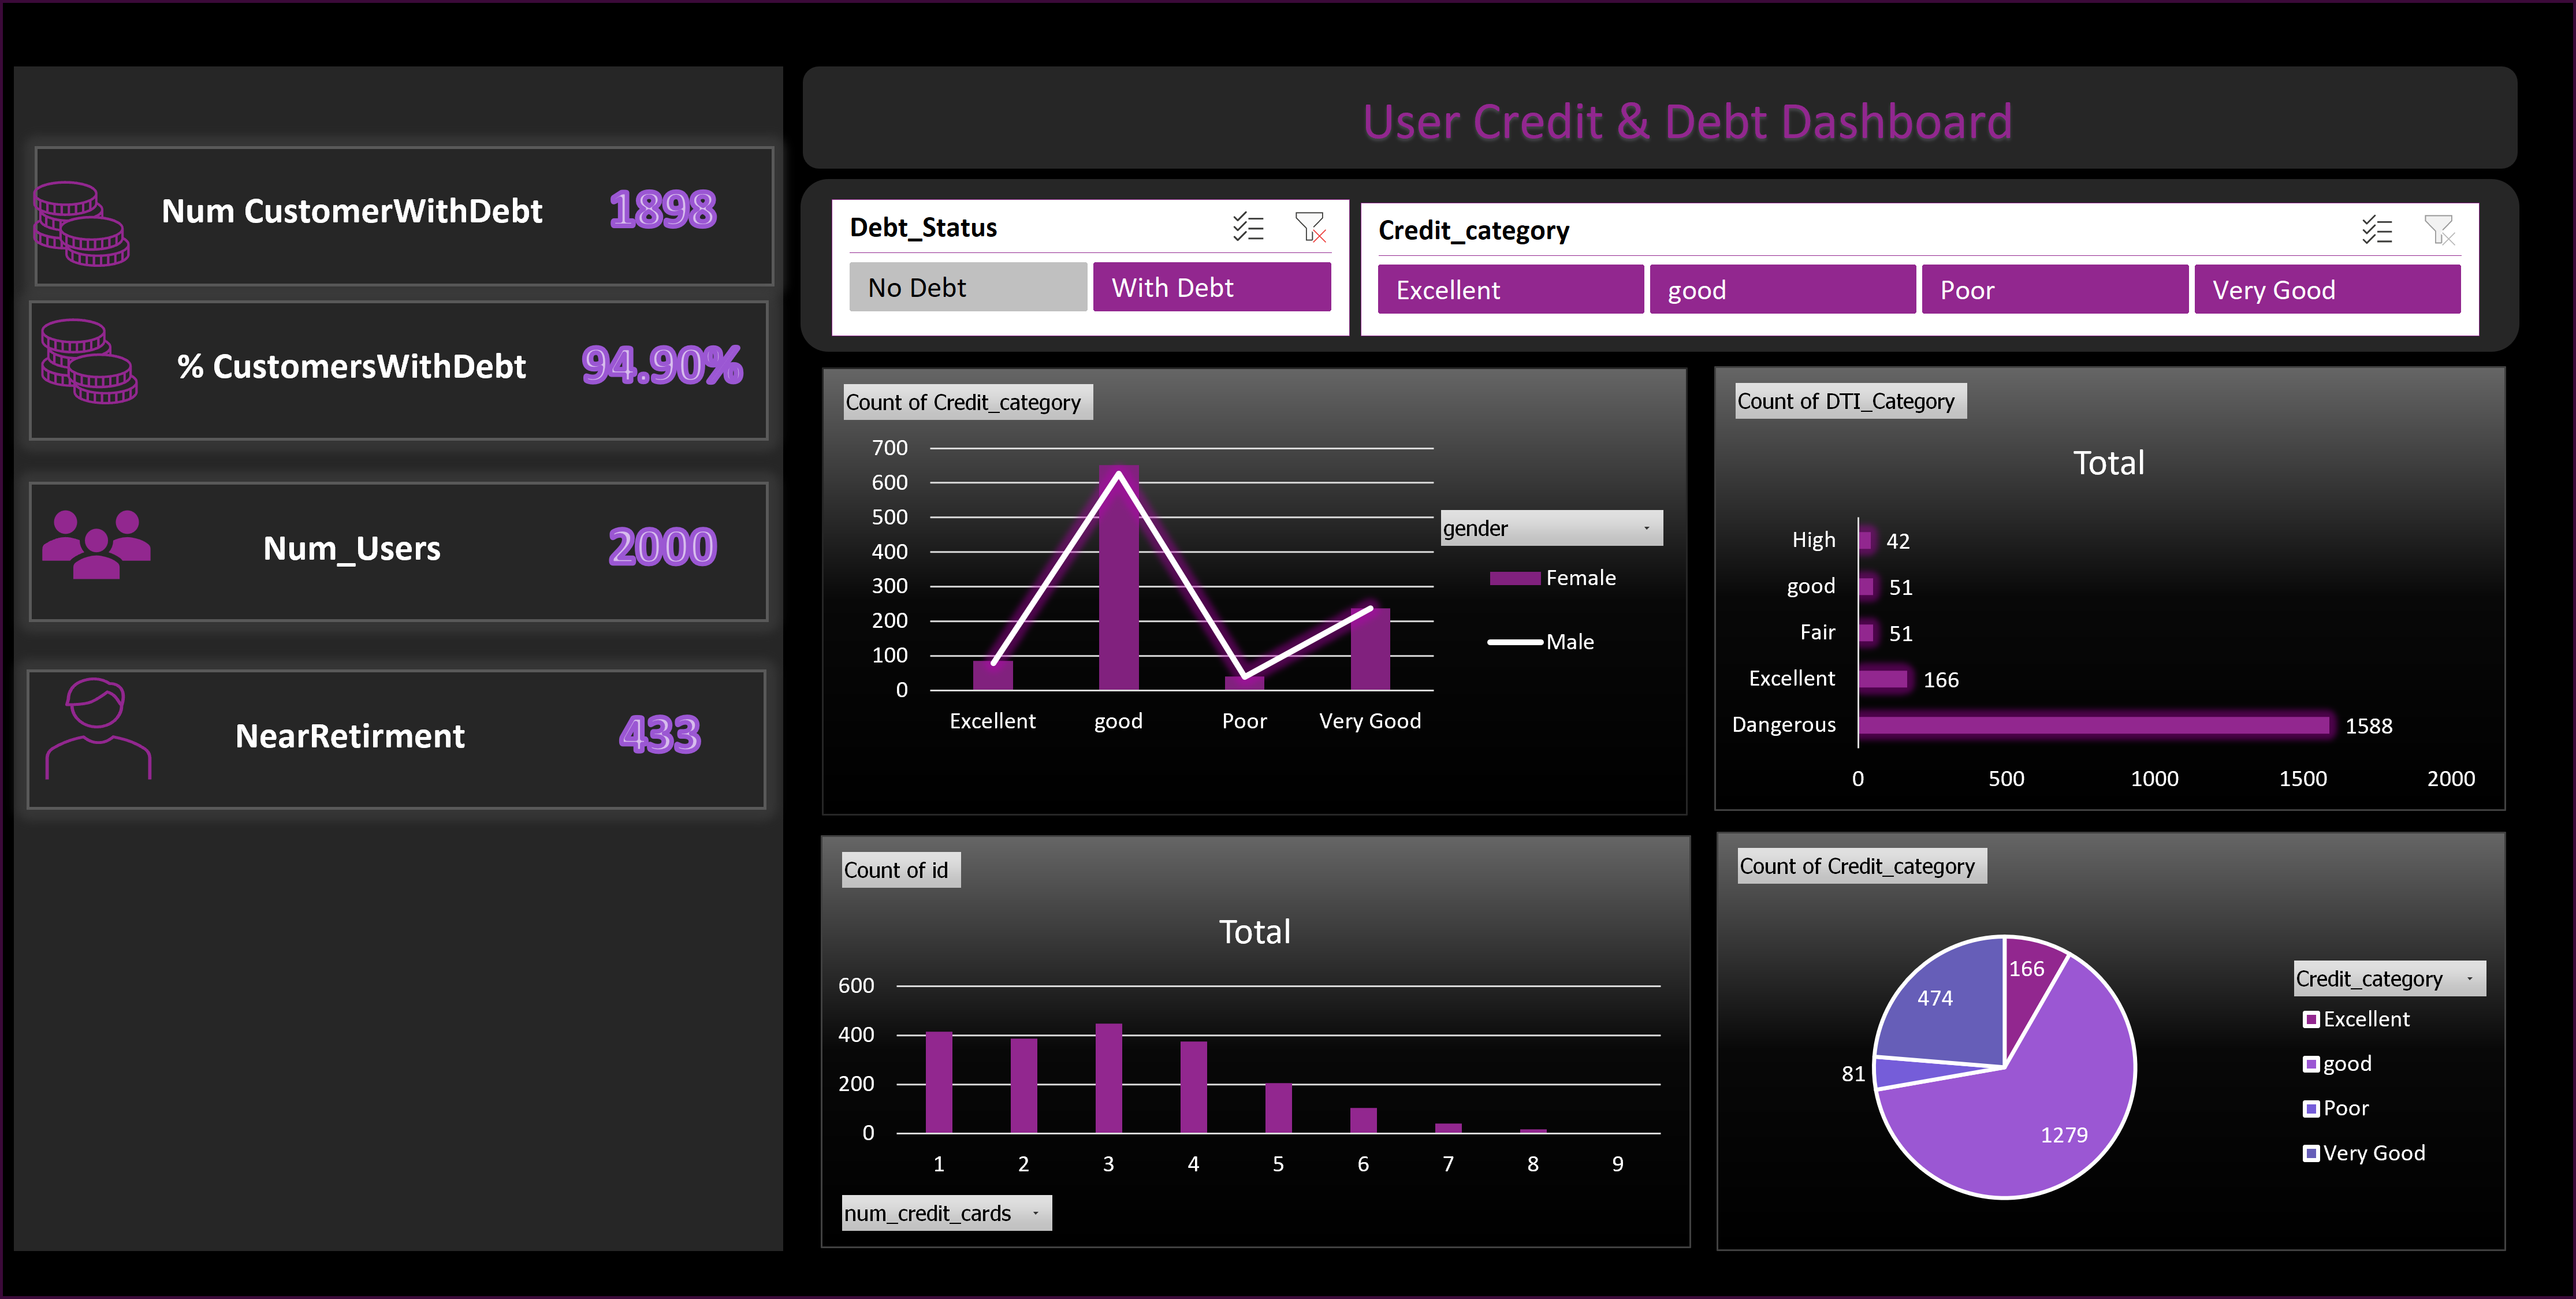 User Credit & Debt Dashboard
Num CustomerWithDebt 1898
% CustomersWithDebt 94.90%
Num_Users 2000
NearRetirment 433
Debt_Status
No Debt With Debt
Credit_category
Excellent good Poor Very Good
Count of Credit_category
700
600
500
400
300
200
100
0
Excellent good Poor Very Good
gender
Female
Male
Count of DTI_Category
Total
High 42
good 51
Fair 51
Excellent 166
Dangerous 1588
0 500 1000 1500 2000
Count of id
Total
600
400
200
0
1 2 3 4 5 6 7 8 9
num_credit_cards
Count of Credit_category
166
474
81
1279
Credit_category
Excellent
good
Poor
Very Good